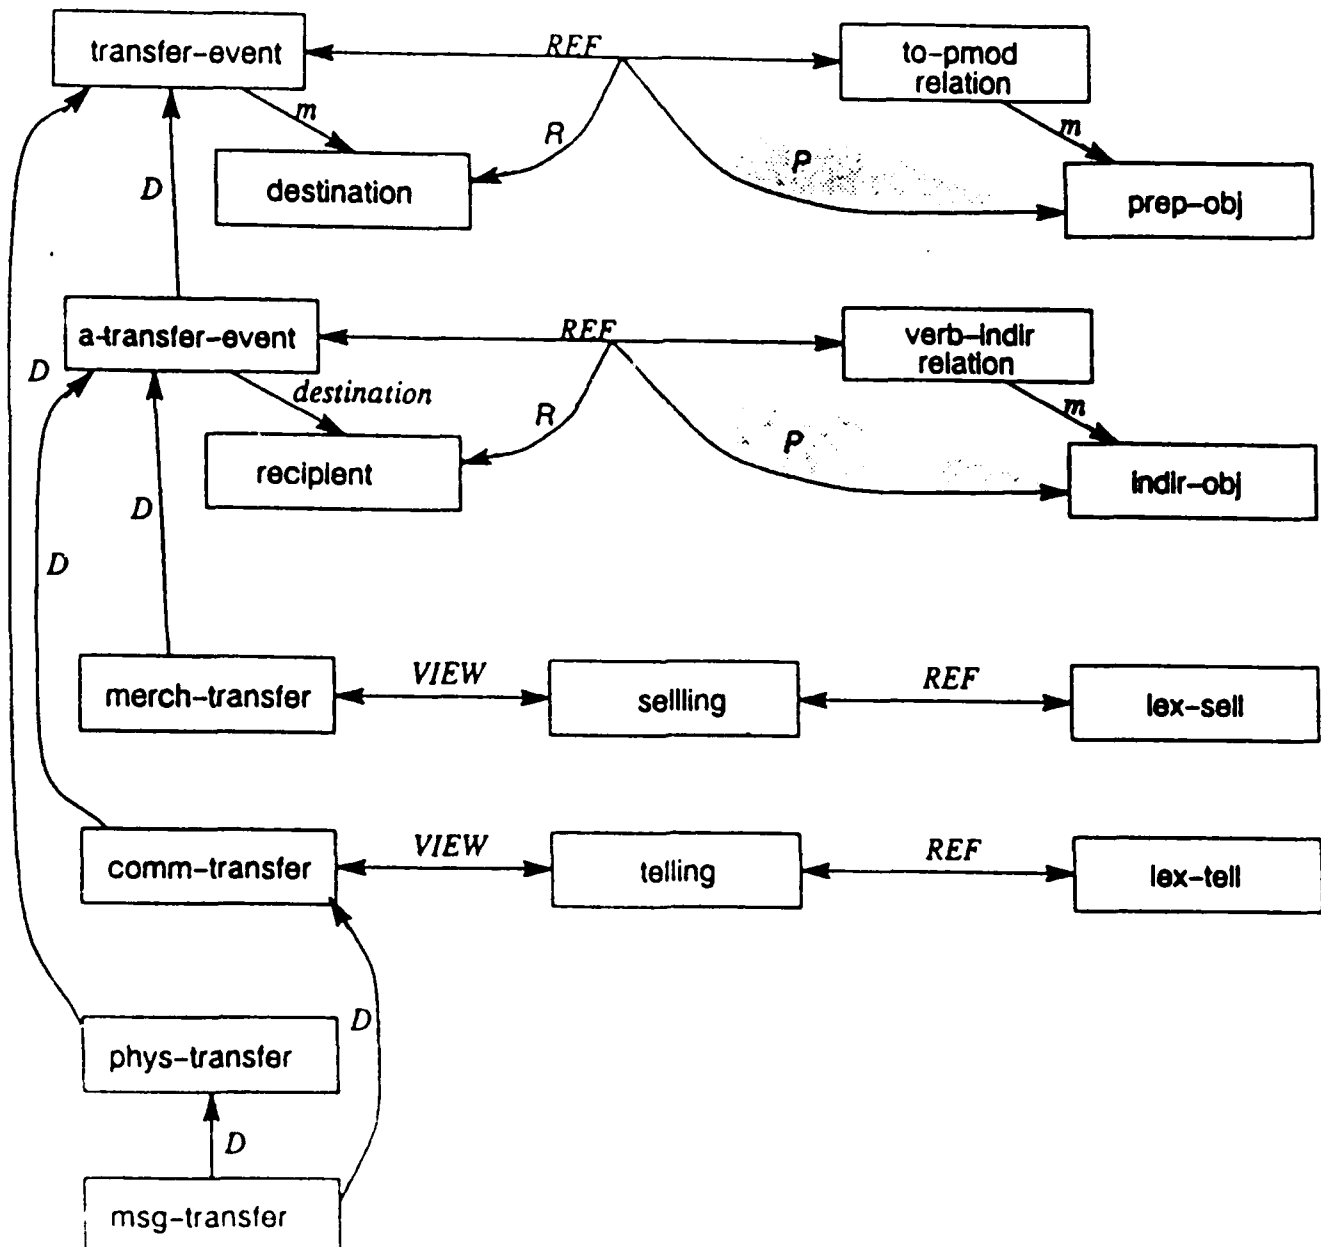 transfer-event
REF
to-pmod
relation
m
m
R
P
D
destination
prep-obj
a-transfer-event
REF
verb-indir
relation
D
destination
m
R
P
recipient
indir-obj
D
D
merch-transfer
VIEW
sellling
REF
lex-sell
comm-transfer
VIEW
telling
REF
lex-tell
D
phys-transfer
D
msg-transfer